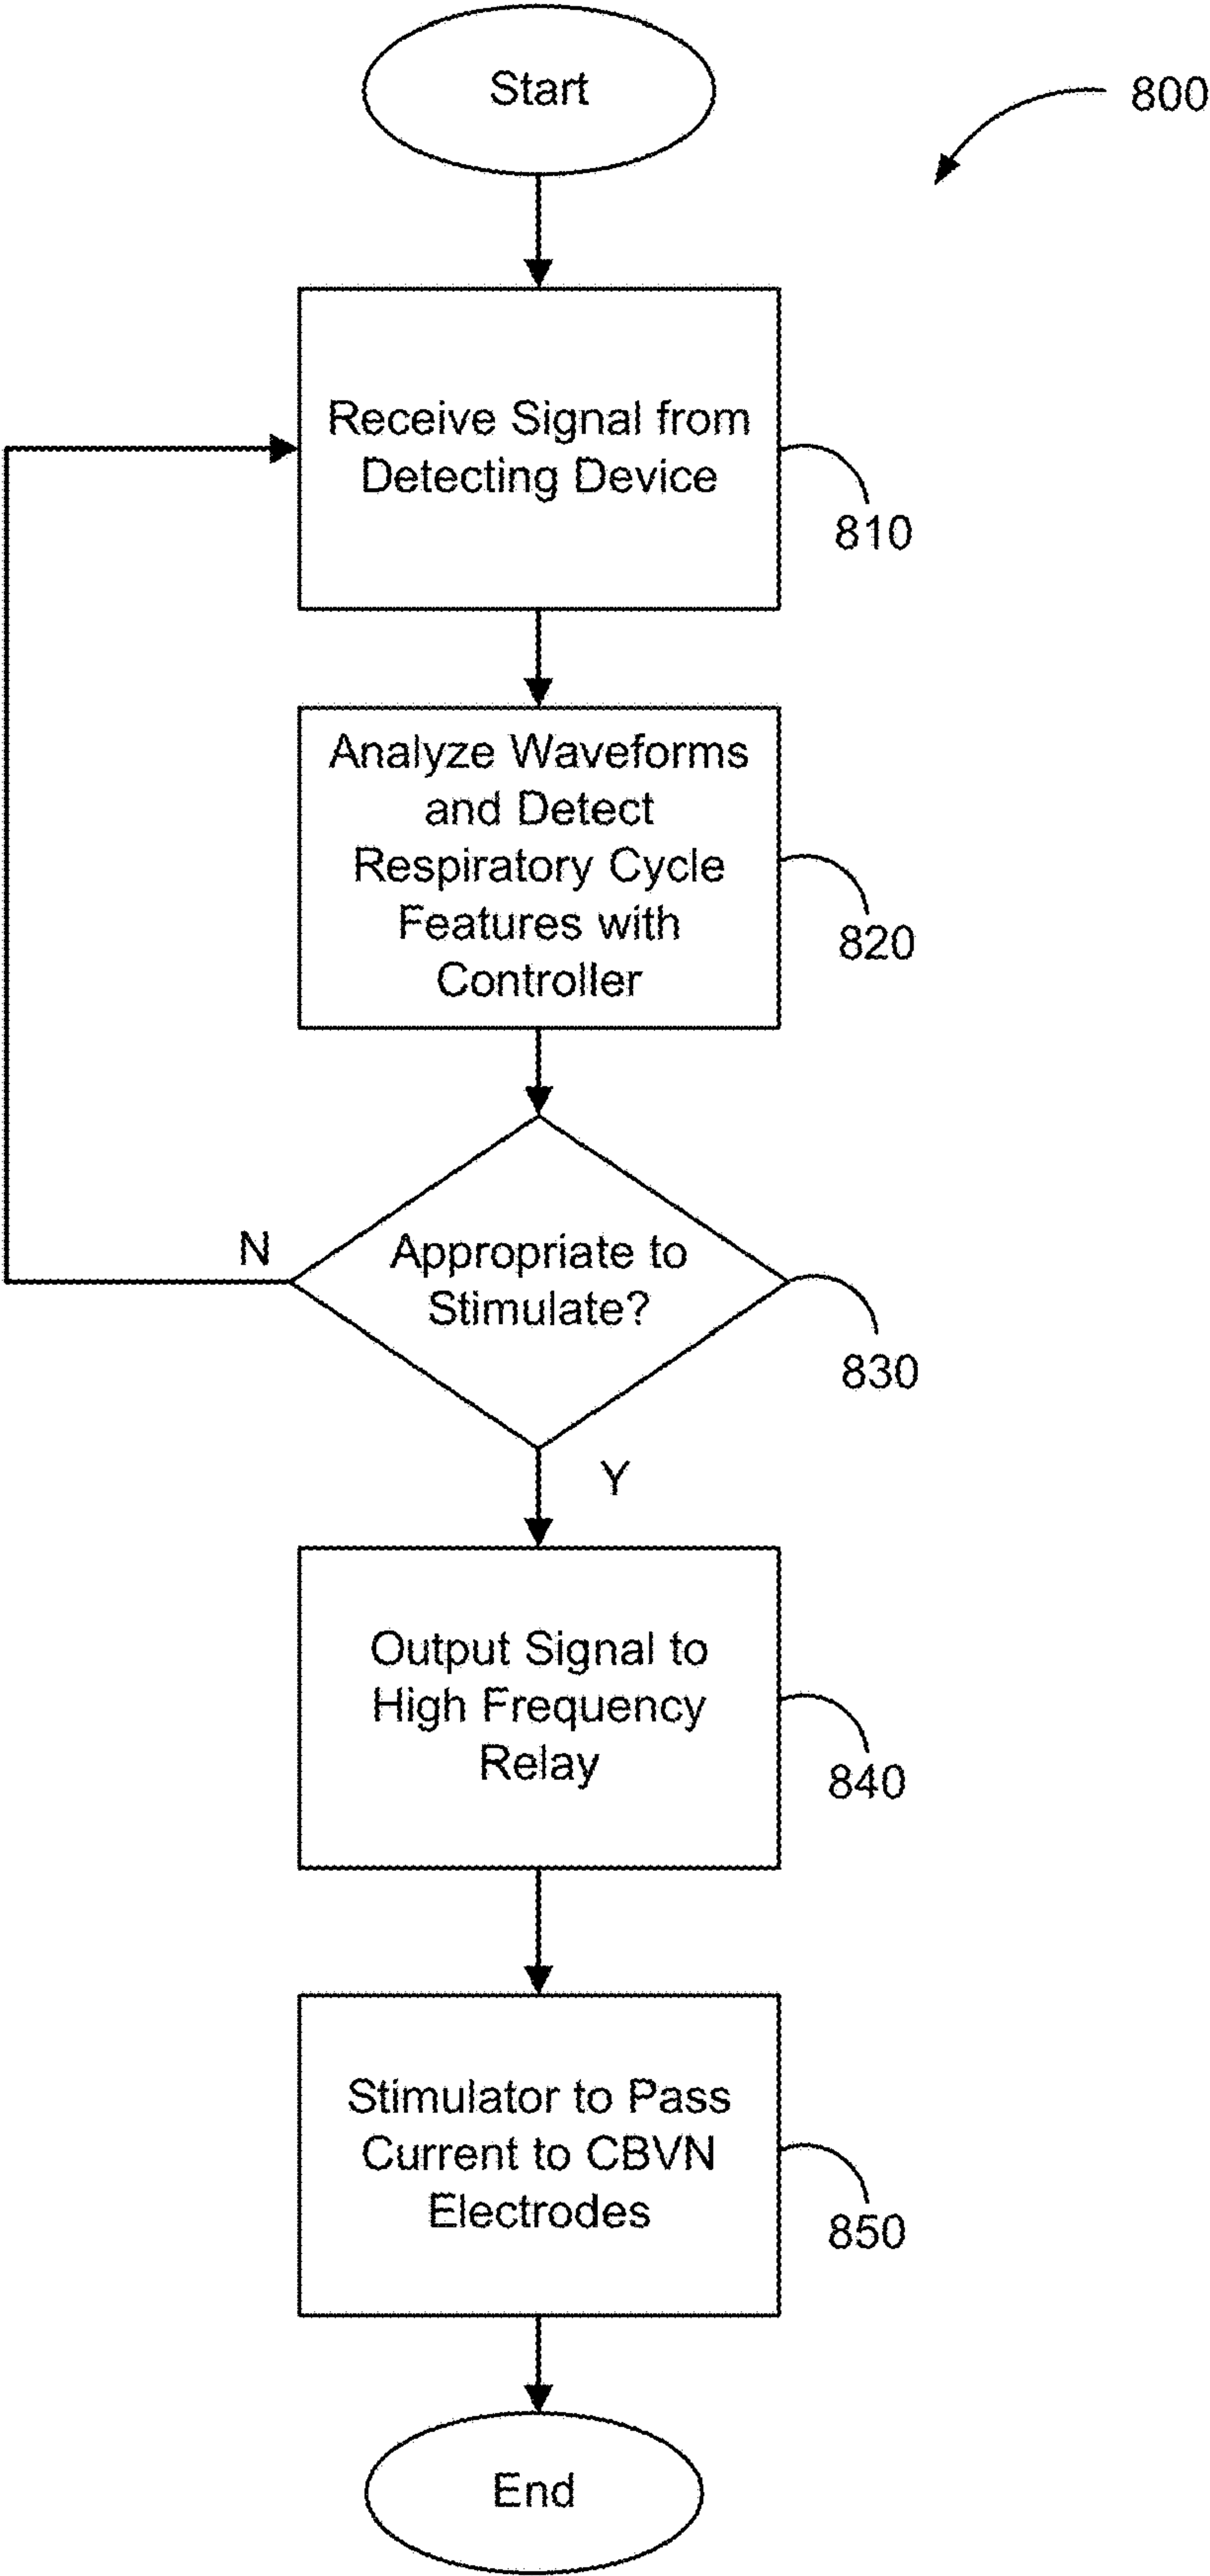 Start
800
Receive Signal from
Detecting Device
810
Analyze Waveforms
and Detect
Respiratory Cycle
Features with
Controller
820
N
Appropriate to
Stimulate?
830
Y
Output Signal to
High Frequency
Relay
840
Stimulator to Pass
Current to CBVN
Electrodes
850
End